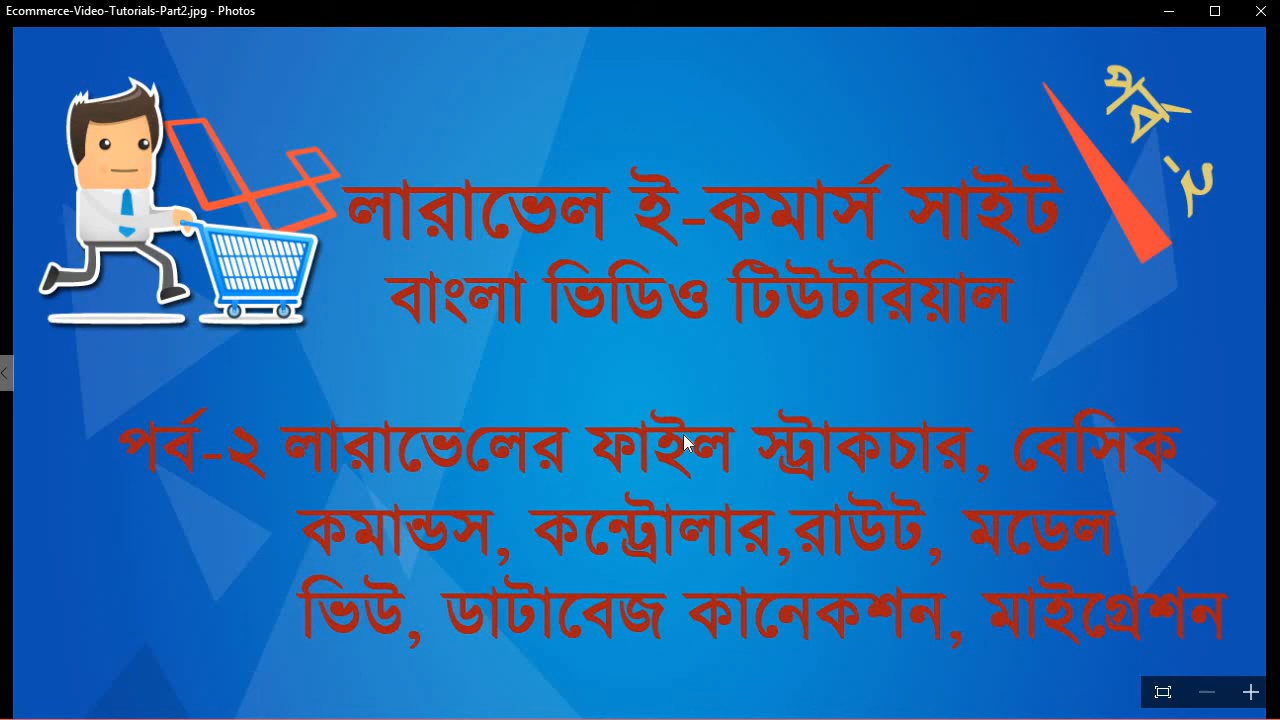 Ecommerce-Video-Tutorials-Part2.jpg - Photos
পর্ব -২
লারাভেল ই-কমার্স সাইট
বাংলা ভিডিও টিউটরিয়াল
পর্ব-২ লারাভেলের ফাইল স্ট্রাকচার, বেসিক
কমান্ডস, কন্ট্রোলার,রাউট, মডেল
ভিউ, ডাটাবেজ কানেকশন, মাইগ্রেশন